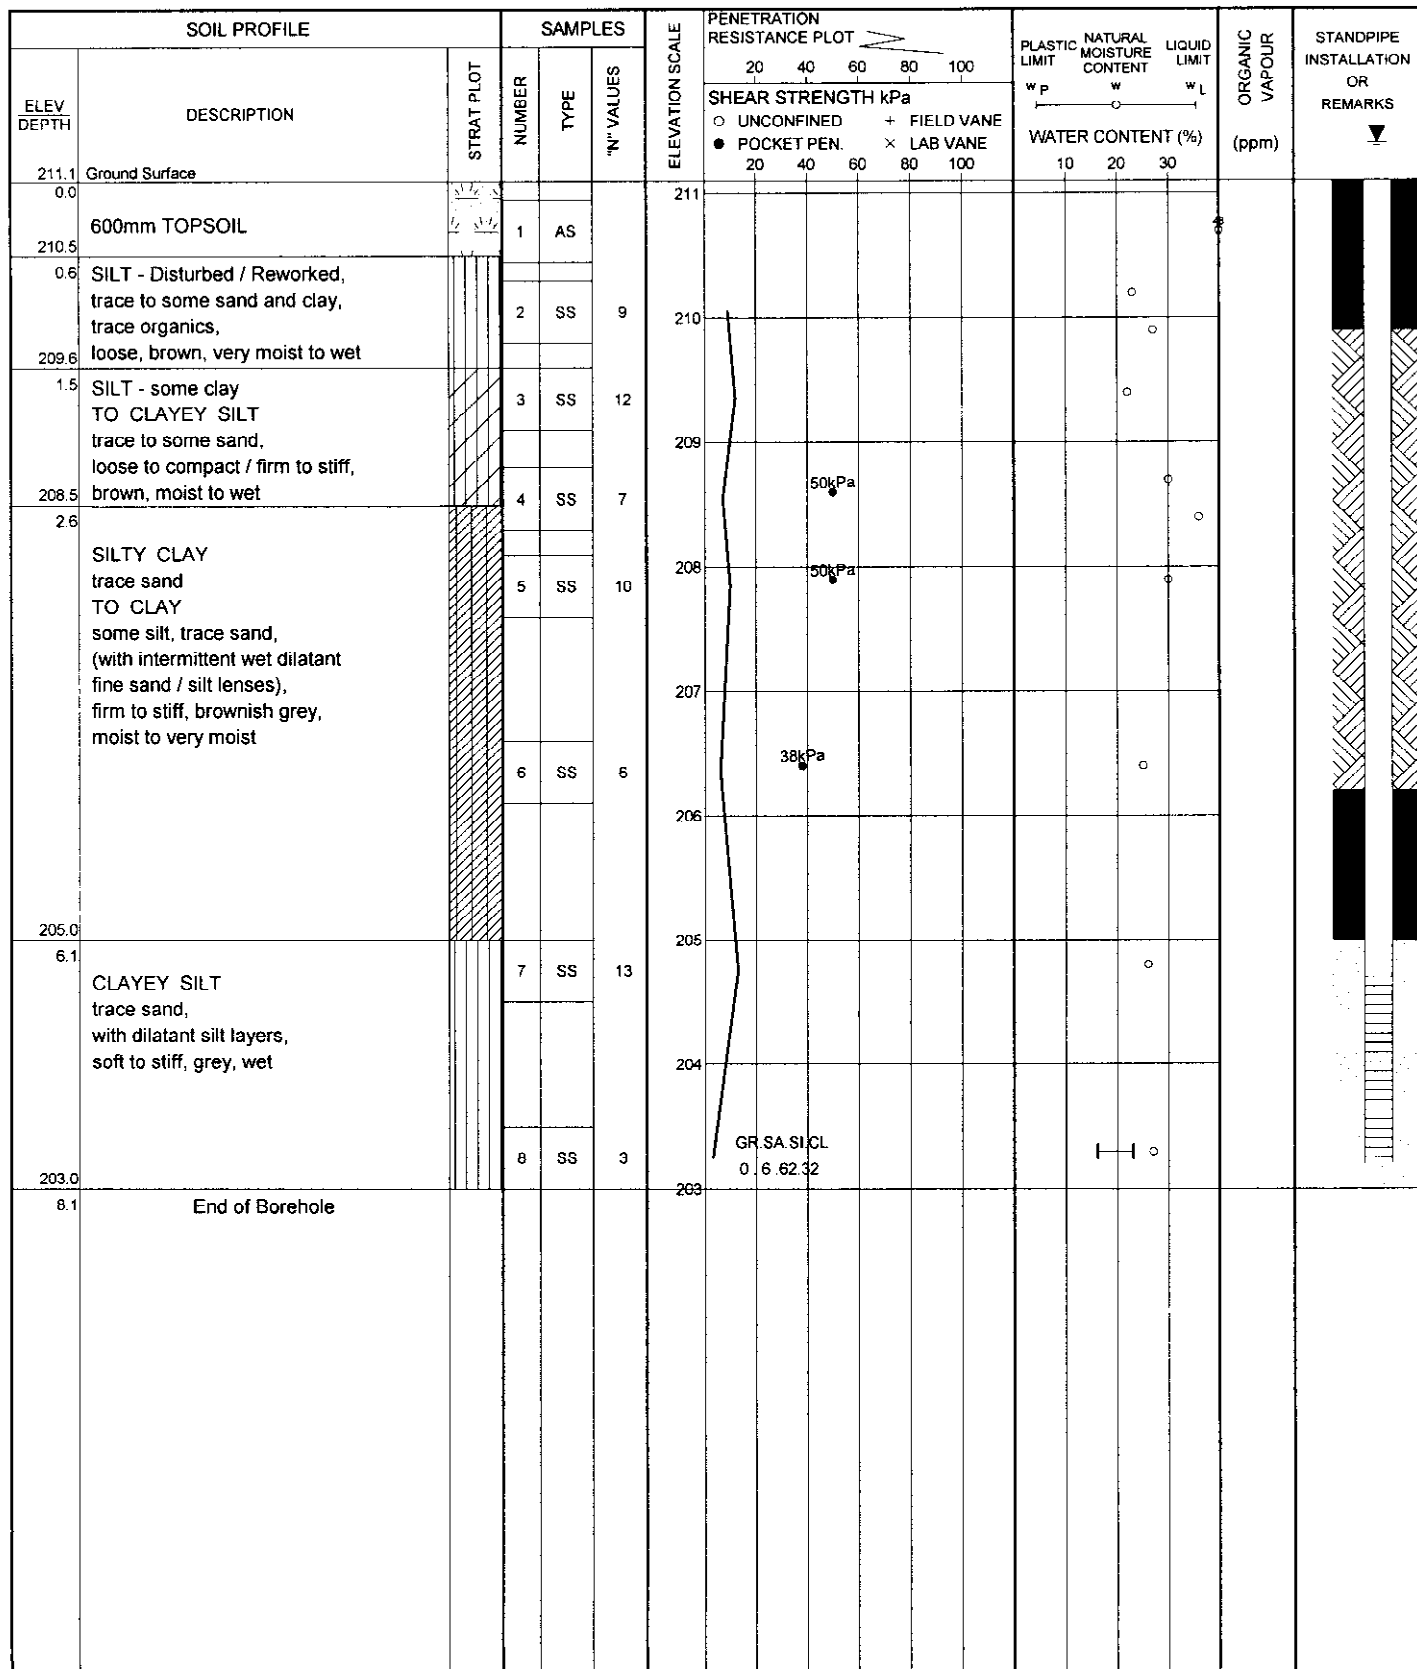 SOIL PROFILE
SAMPLES
ELEVATION SCALE
PENETRATION
RESISTANCE PLOT
20 40 60 80 100
SHEAR STRENGTH kPa
○ UNCONFINED + FIELD VANE
● POCKET PEN. × LAB VANE
20 40 60 80 100
PLASTIC LIMIT
NATURAL MOISTURE CONTENT
LIQUID LIMIT
W P
W
W L
WATER CONTENT (%)
10 20 30
ORGANIC VAPOUR
(ppm)
STANDPIPE
INSTALLATION
OR
REMARKS
ELEV
DEPTH
DESCRIPTION
STRAT PLOT
NUMBER
TYPE
"N" VALUES
211.1 Ground Surface
0.0
600mm TOPSOIL
1 AS
210.5
0.6
SILT - Disturbed / Reworked,
trace to some sand and clay,
trace organics,
loose, brown, very moist to wet
2 SS 9
209.6
1.5
SILT - some clay
TO CLAYEY SILT
trace to some sand,
loose to compact / firm to stiff,
brown, moist to wet
3 SS 12
208.5
4 SS 7
2.6
SILTY CLAY
trace sand
TO CLAY
some silt, trace sand,
(with intermittent wet dilatant
fine sand / silt lenses),
firm to stiff, brownish grey,
moist to very moist
5 SS 10
6 SS 6
205.0
6.1
CLAYEY SILT
trace sand,
with dilatant silt layers,
soft to stiff, grey, wet
7 SS 13
8 SS 3
203.0
8.1
End of Borehole
211
210
209
208
207
206
205
204
203
50kPa
50kPa
38kPa
GR.SA.SI.CL
0 . 6 .62.32